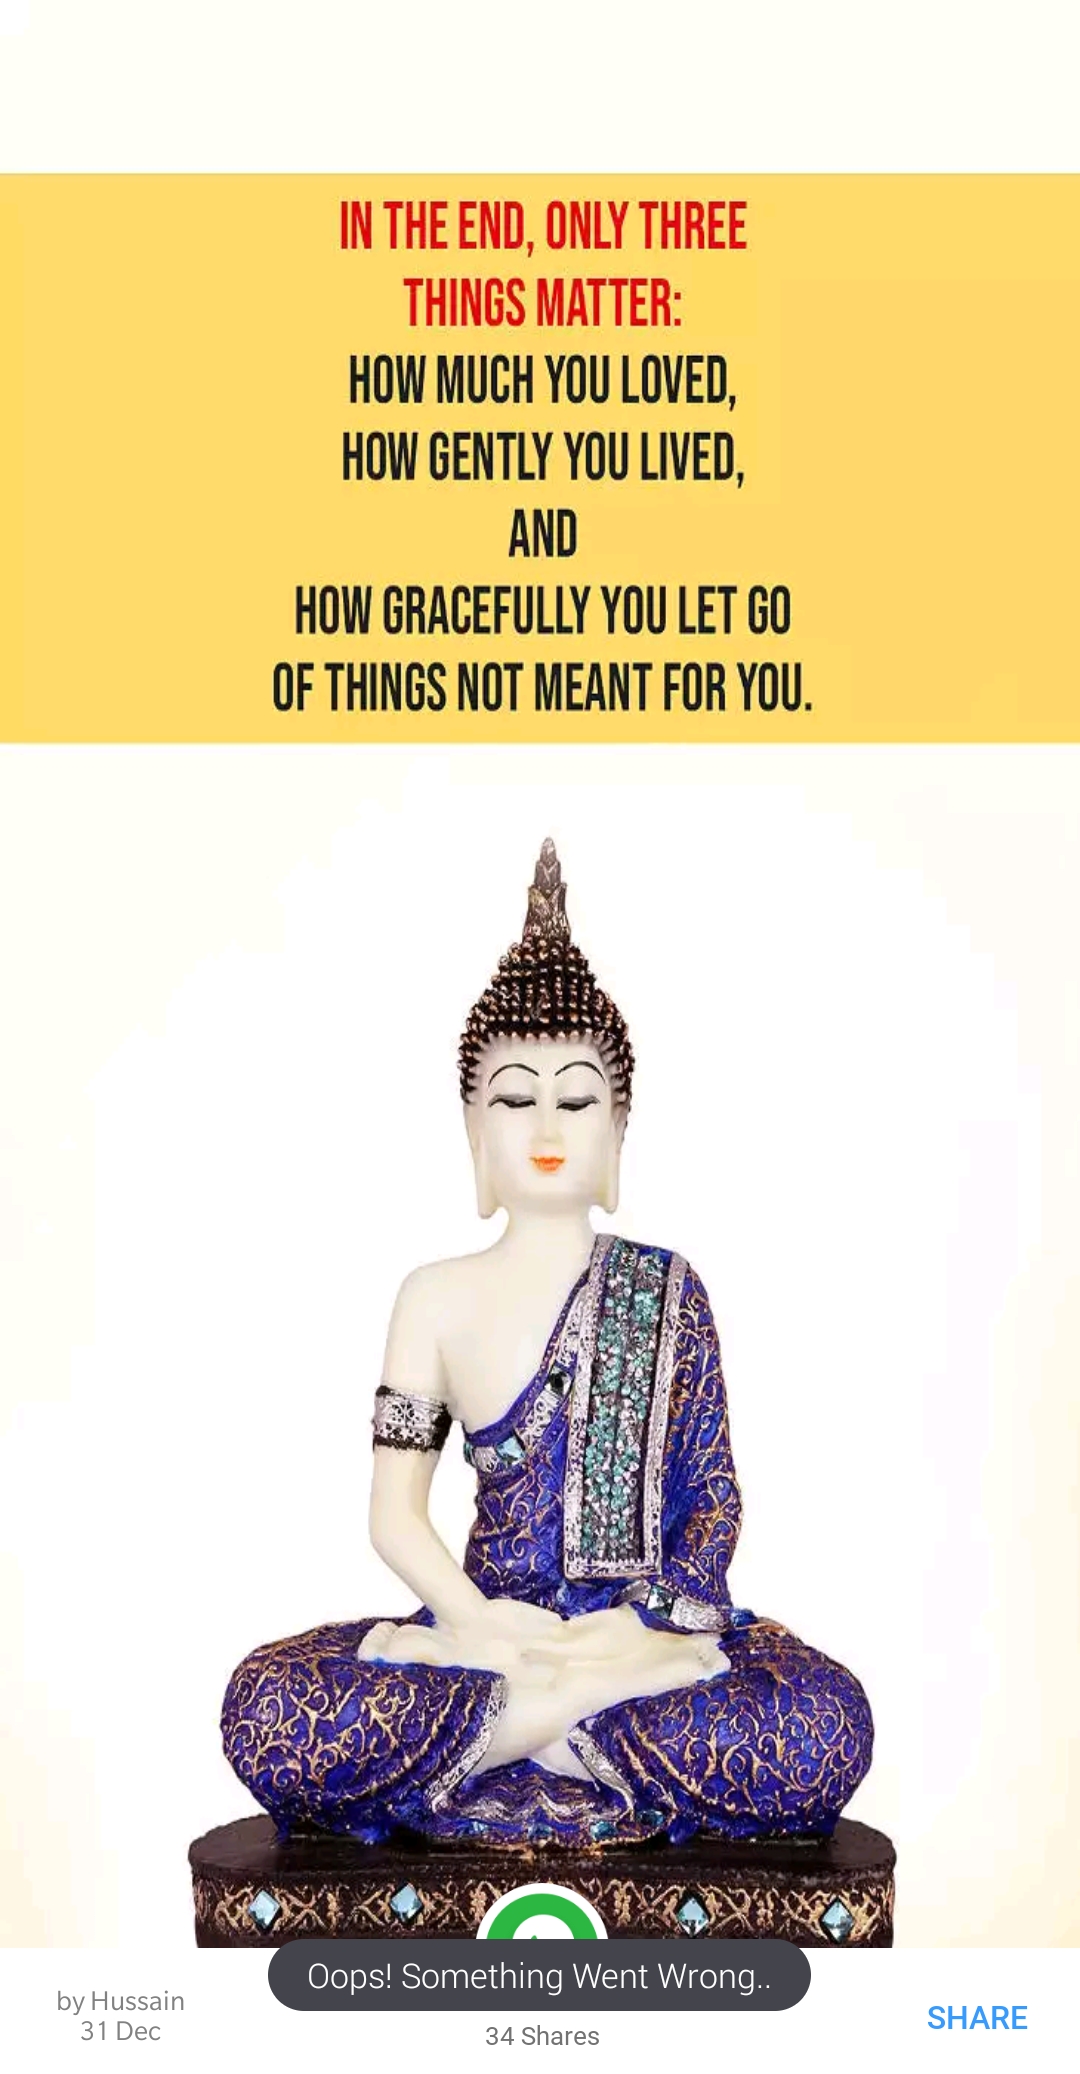 IN THE END, ONLY THREE
THINGS MATTER:
HOW MUCH YOU LOVED,
HOW GENTLY YOU LIVED,
AND
HOW GRACEFULLY YOU LET GO
OF THINGS NOT MEANT FOR YOU.
Oops! Something Went Wrong..
by Hussain
31 Dec
34 Shares
SHARE